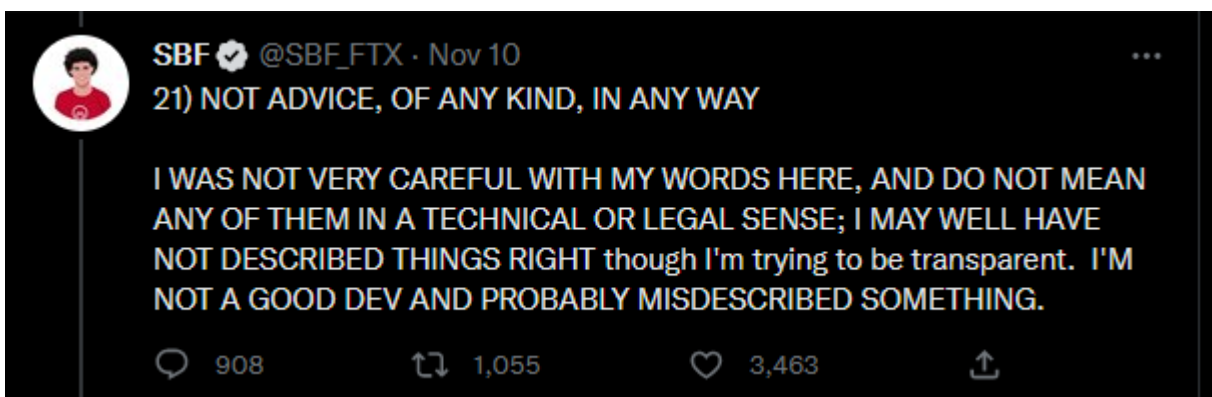 SBF @SBF_FTX · Nov 10
21) NOT ADVICE, OF ANY KIND, IN ANY WAY
I WAS NOT VERY CAREFUL WITH MY WORDS HERE, AND DO NOT MEAN
ANY OF THEM IN A TECHNICAL OR LEGAL SENSE; I MAY WELL HAVE
NOT DESCRIBED THINGS RIGHT though I'm trying to be transparent.  I'M
NOT A GOOD DEV AND PROBABLY MISDESCRIBED SOMETHING.
908 1,055 3,463